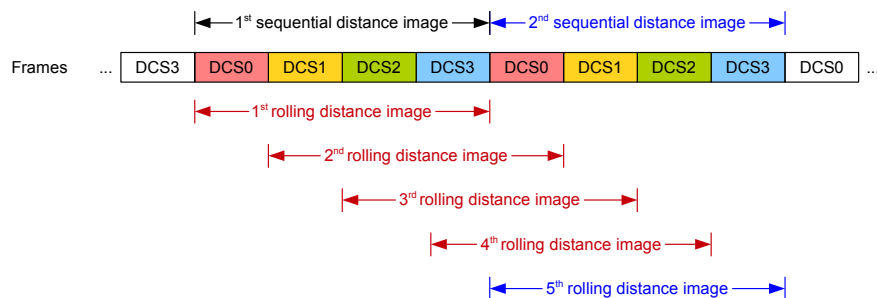 1st sequential distance image 2nd sequential distance image
Frames ... DCS3 DCS0 DCS1 DCS2 DCS3 DCS0 DCS1 DCS2 DCS3 DCS0 ...
1st rolling distance image
2nd rolling distance image
3rd rolling distance image
4th rolling distance image
5th rolling distance image